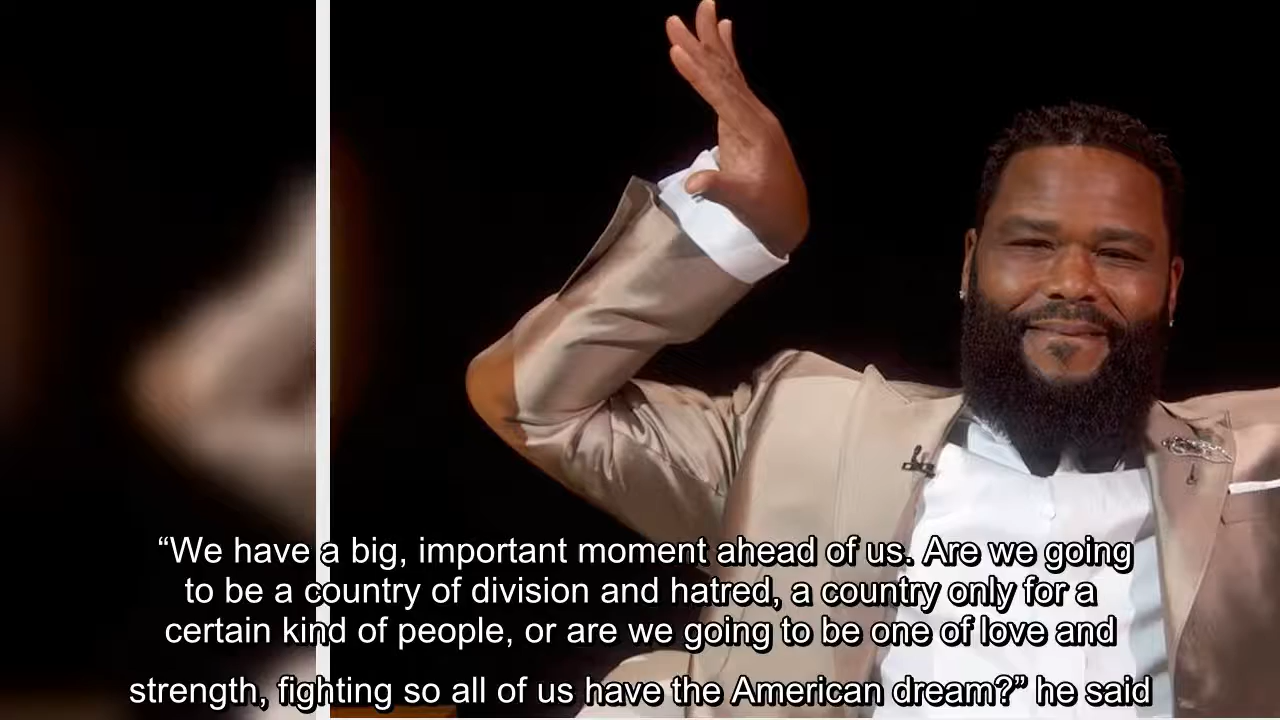 “We have a big, important moment ahead of us. Are we going
to be a country of division and hatred, a country only for a
certain kind of people, or are we going to be one of love and
strength, fighting so all of us have the American dream?” he said